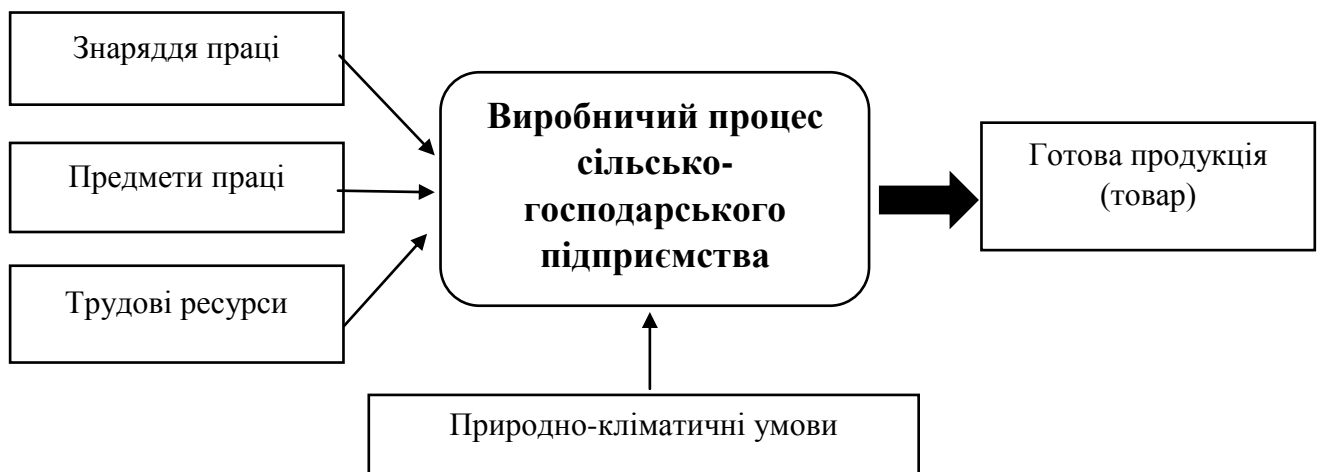 Знаряддя праці
Предмети праці
Трудові ресурси
Виробничий процес
сільсько-
господарського
підприємства
Готова продукція
(товар)
Природно-кліматичні умови